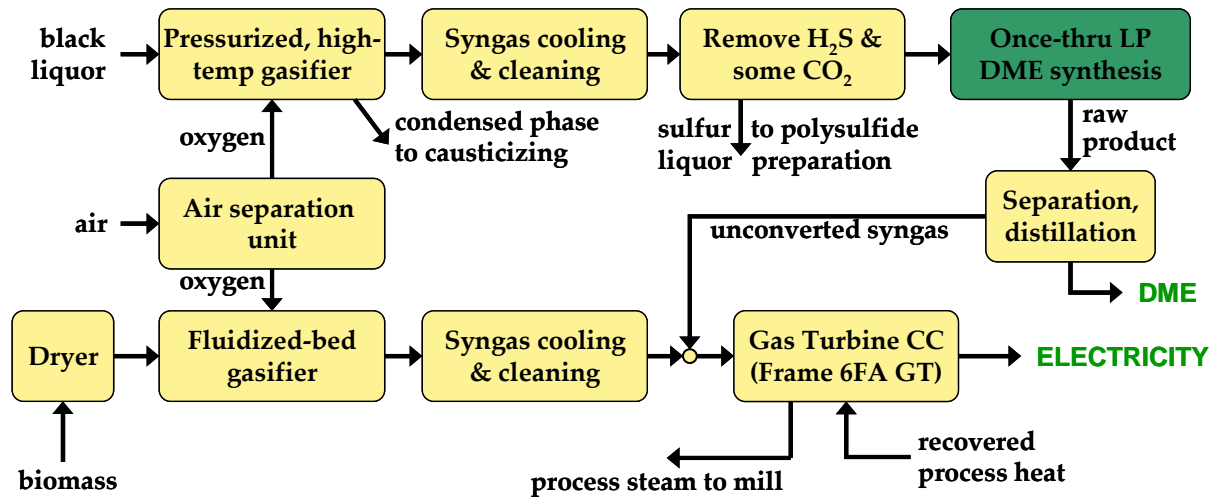 black
liquor
Pressurized, high-
temp gasifier
Syngas cooling
& cleaning
Remove H₂S &
some CO₂
Once-thru LP
DME synthesis
oxygen
condensed phase
to causticizing
sulfur
liquor
to polysulfide
preparation
raw
product
air
Air separation
unit
Separation,
distillation
unconverted syngas
oxygen
DME
Dryer
Fluidized-bed
gasifier
Syngas cooling
& cleaning
Gas Turbine CC
(Frame 6FA GT)
ELECTRICITY
biomass
process steam to mill
recovered
process heat